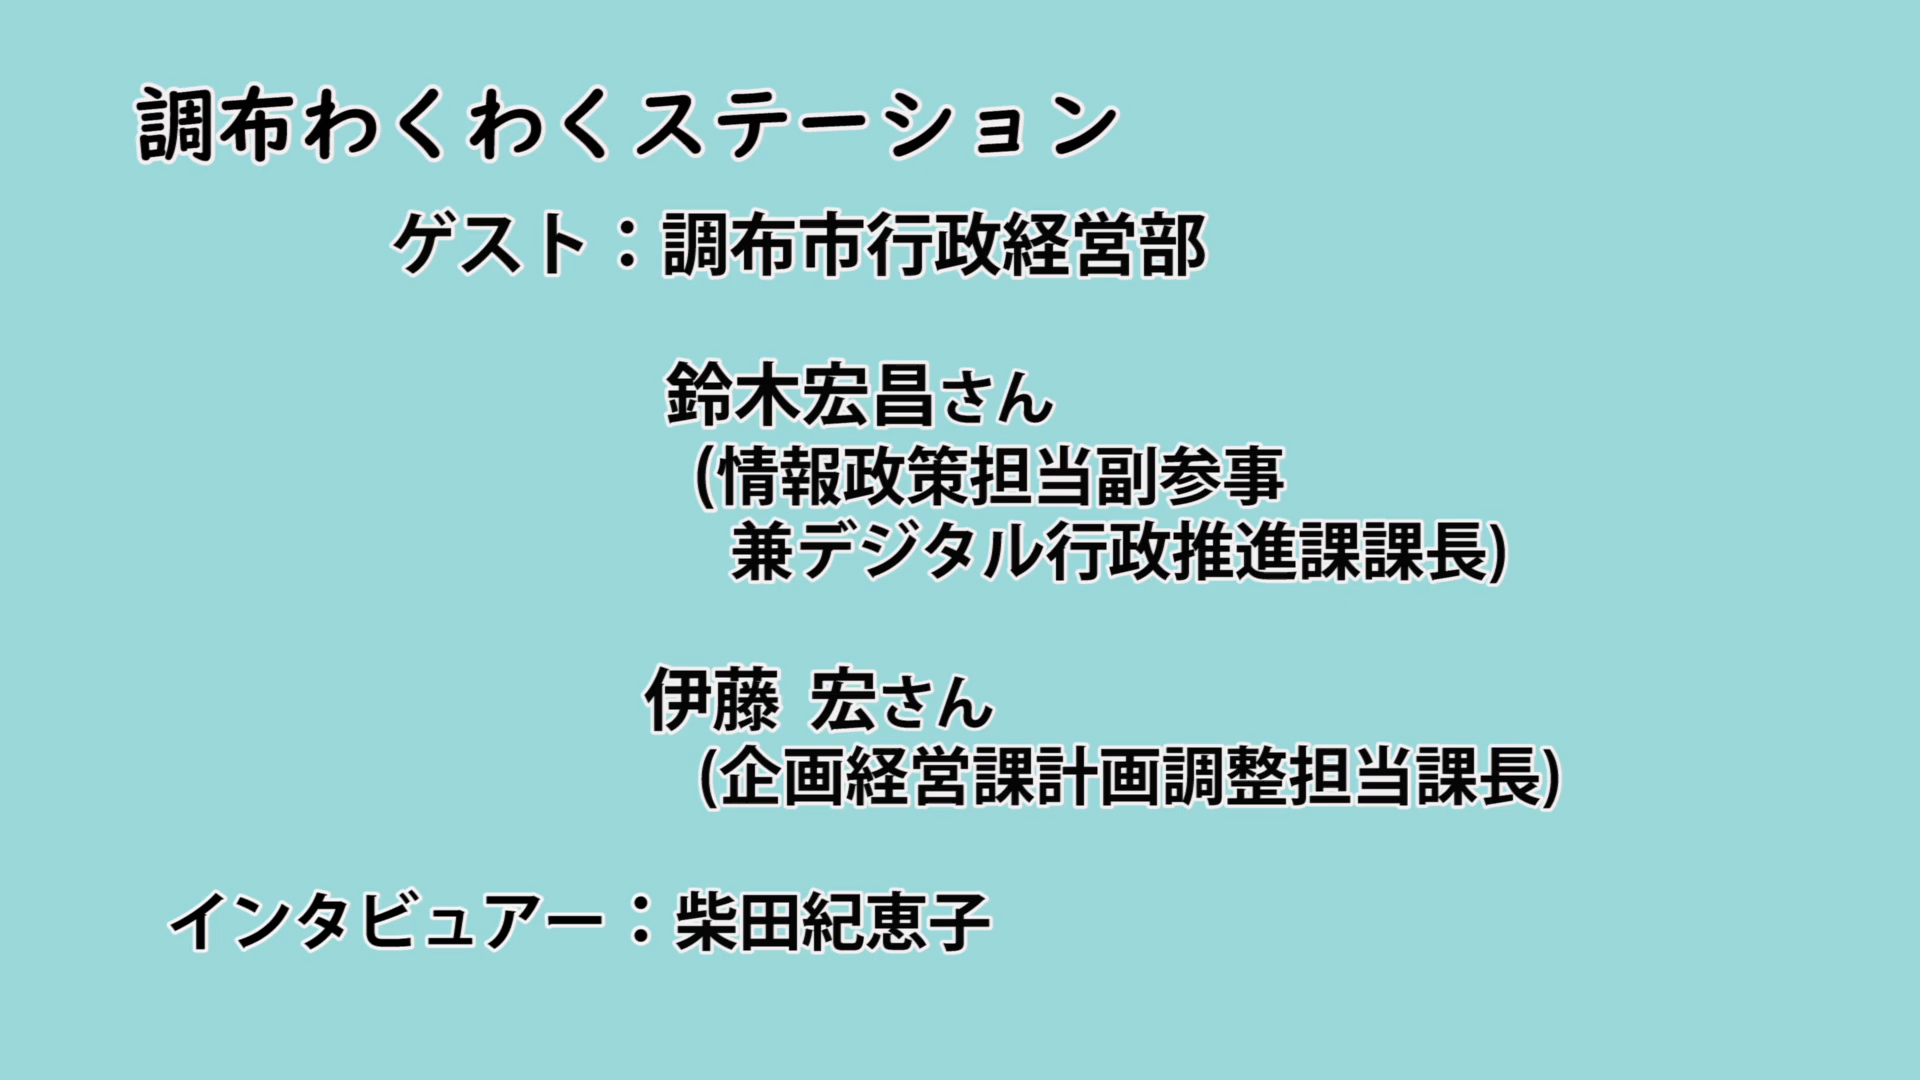 調布わくわくステーション
ゲスト：調布市行政経営部
鈴木宏昌さん
(情報政策担当副参事
兼デジタル行政推進課課長)
伊藤 宏さん
(企画経営課計画調整担当課長)
インタビュアー：柴田紀恵子